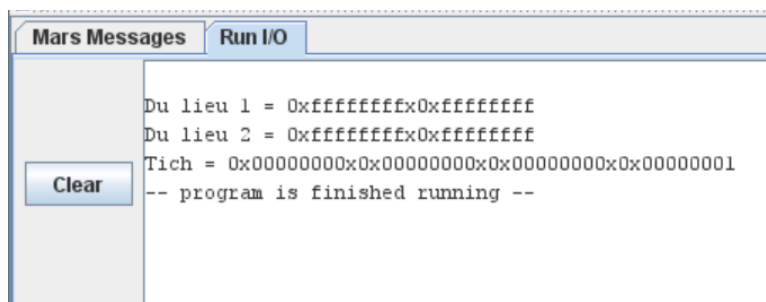 Mars Messages Run I/O
Du lieu 1 = 0xffffffffx0xffffffff
Du lieu 2 = 0xffffffffx0xffffffff
Tich = 0x00000000x0x00000000x0x00000000x0x00000001
Clear
-- program is finished running --